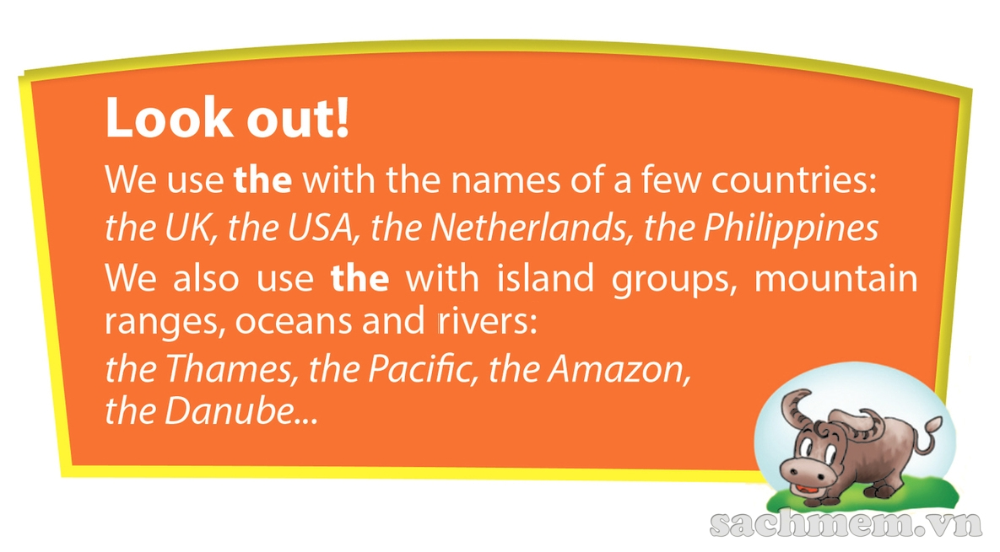 Look out!
We use the with the names of a few countries:
the UK, the USA, the Netherlands, the Philippines
We also use the with island groups, mountain
ranges, oceans and rivers:
the Thames, the Pacific, the Amazon,
the Danube...
sachmem.vn